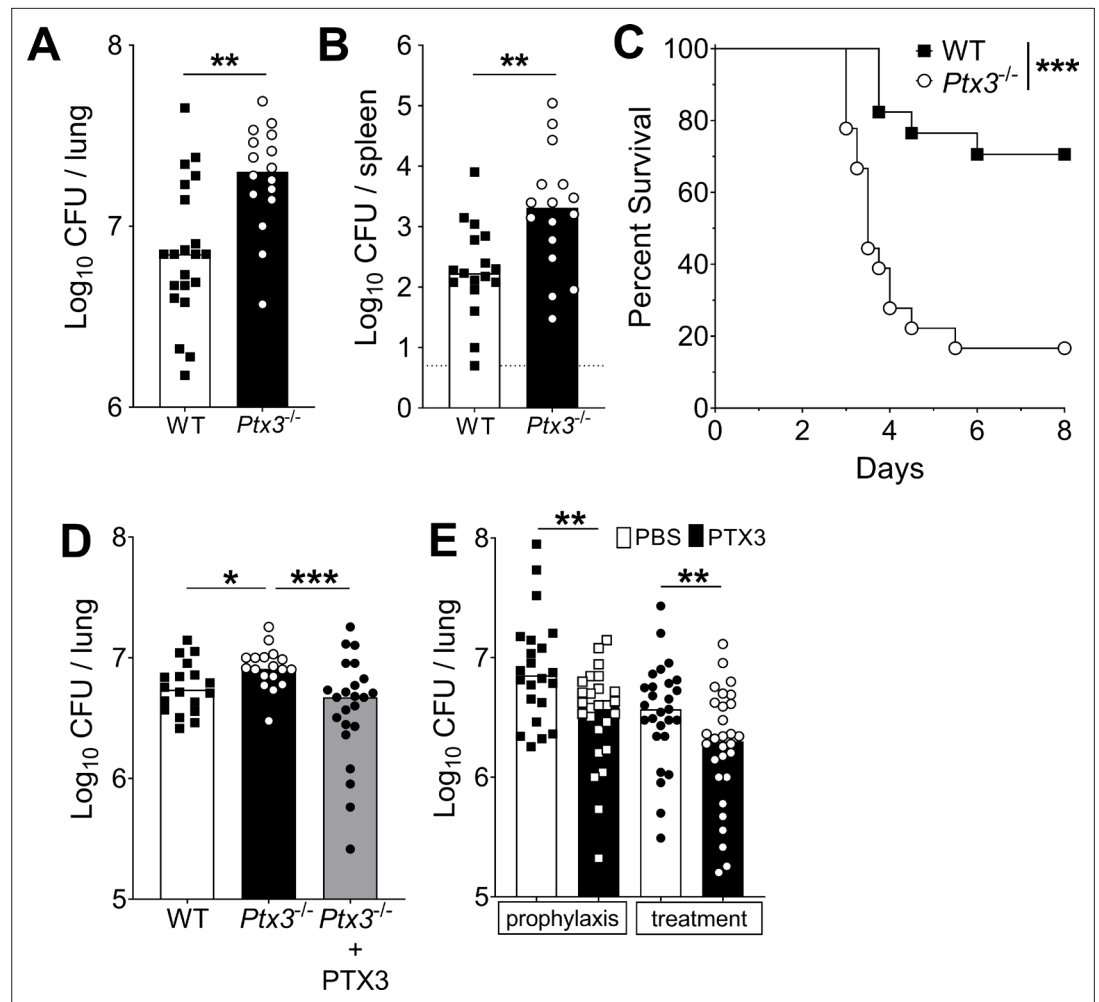 A
Log10 CFU / lung
8
7
6
**
WT
Ptx3-/-
B
Log10 CFU / spleen
6
5
4
3
2
1
0
**
WT
Ptx3-/-
C
Percent Survival
100
80
60
40
20
0
WT
Ptx3-/-
***
0 2 4 6 8
Days
D
Log10 CFU / lung
8
7
6
5
* ***
WT
Ptx3-/-
Ptx3-/-
+
PTX3
E
Log10 CFU / lung
8
7
6
5
PBS PTX3
**
**
prophylaxis
treatment